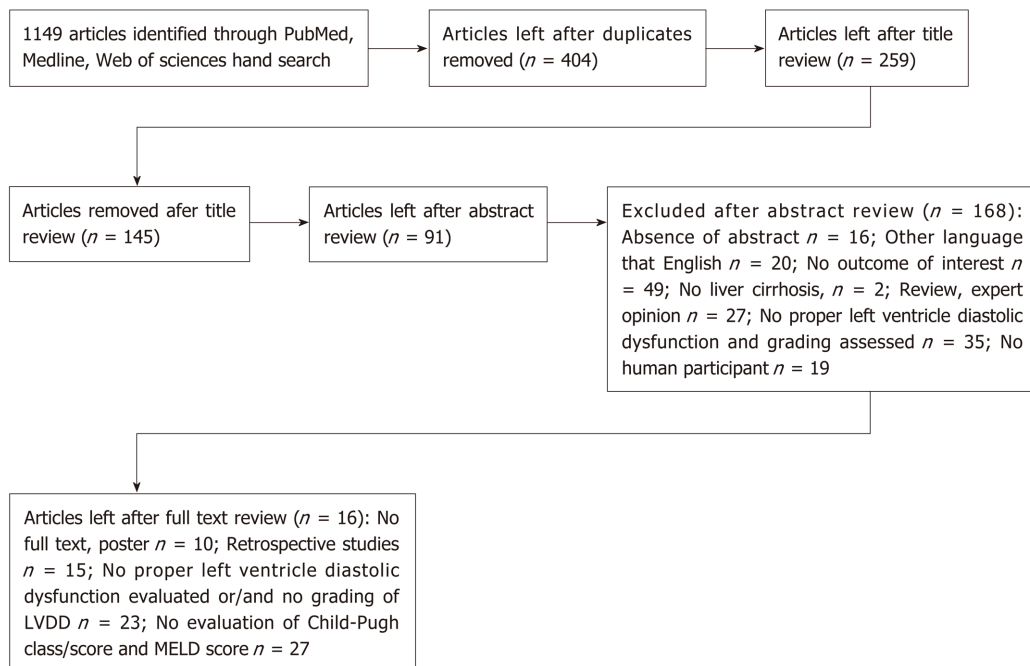 1149 articles identified through PubMed,
Medline, Web of sciences hand search
Articles left after duplicates
removed (n = 404)
Articles left after title
review (n = 259)
Articles removed afer title
review (n = 145)
Articles left after abstract
review (n = 91)
Excluded after abstract review (n = 168):
Absence of abstract n = 16; Other language
that English n = 20; No outcome of interest n
= 49; No liver cirrhosis, n = 2; Review, expert
opinion n = 27; No proper left ventricle diastolic
dysfunction and grading assessed n = 35; No
human participant n = 19
Articles left after full text review (n = 16): No
full text, poster n = 10; Retrospective studies
n = 15; No proper left ventricle diastolic
dysfunction evaluated or/and no grading of
LVDD n = 23; No evaluation of Child-Pugh
class/score and MELD score n = 27